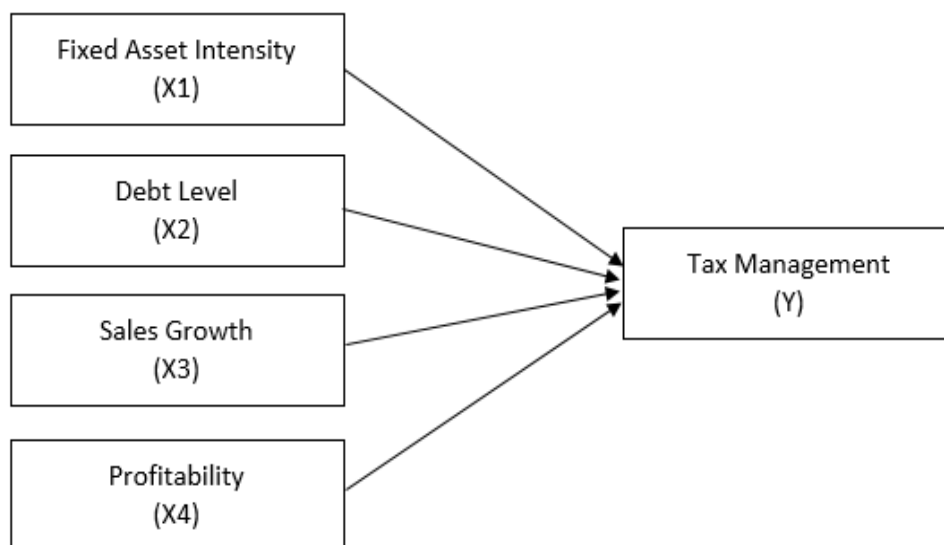 Fixed Asset Intensity
(X1)
Debt Level
(X2)
Sales Growth
(X3)
Profitability
(X4)
Tax Management
(Y)